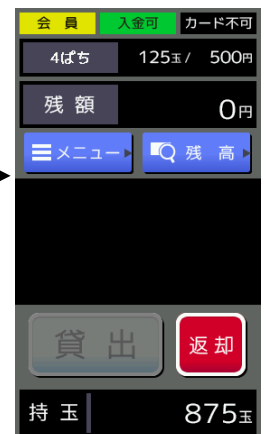 会員 入金可 カード不可
4ぱち 125玉/ 500円
残額 0円
メニュー 残高
貸出 返却
持玉 875玉